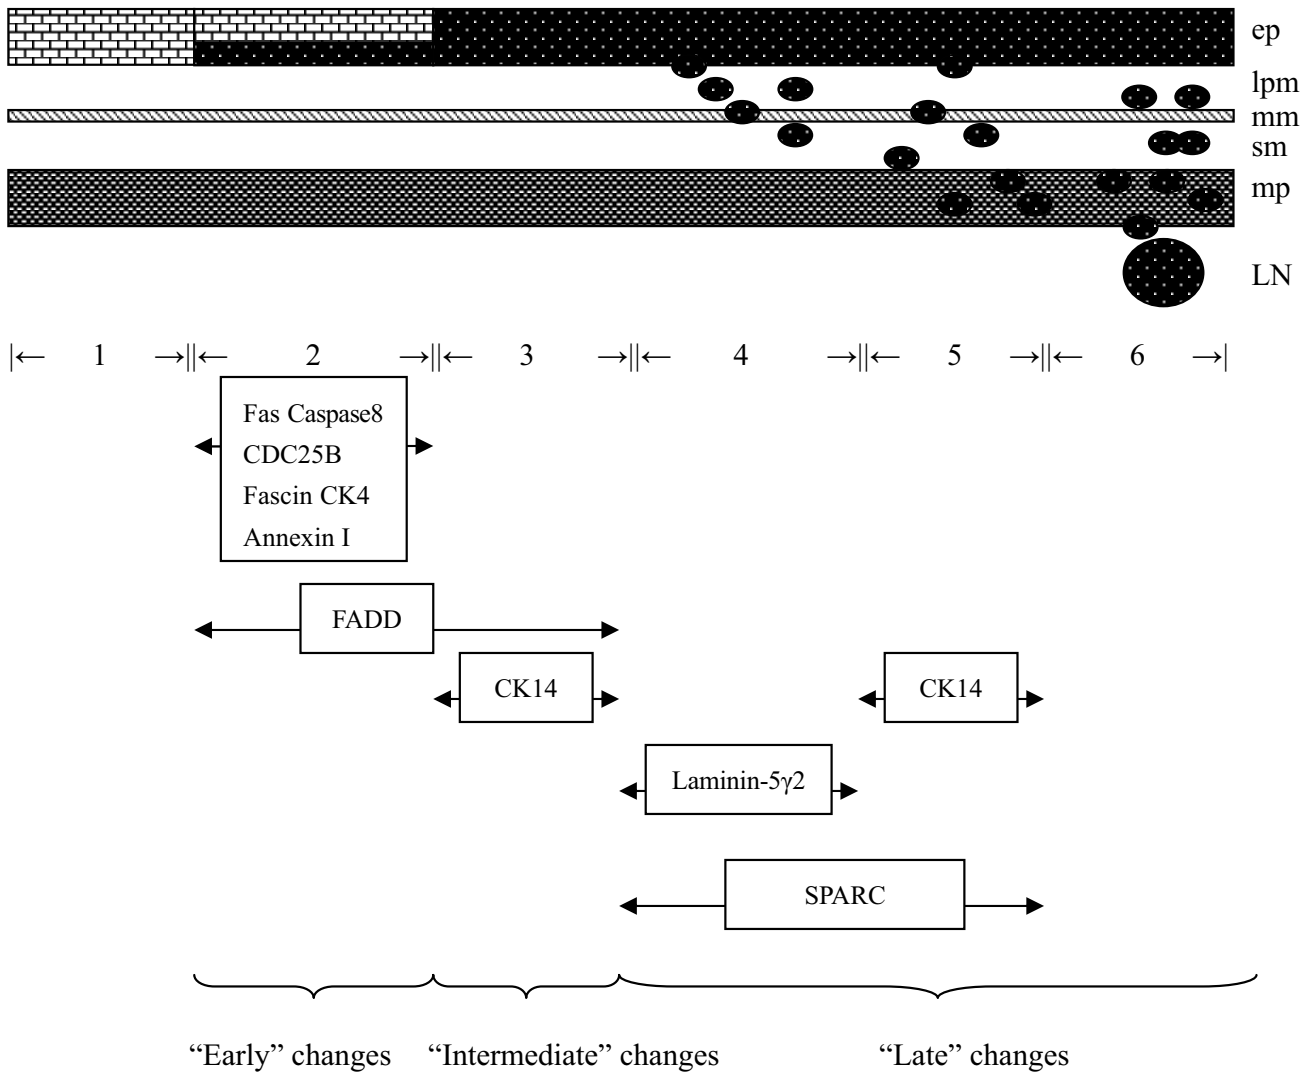 ep
lpm
mm
sm
mp
LN
|← 1 →||← 2 →||← 3 →||← 4 →||← 5 →||← 6 →|
Fas Caspase8
CDC25B
Fascin CK4
Annexin I
FADD
CK14 CK14
Laminin-5γ2
SPARC
“Early” changes “Intermediate” changes “Late” changes